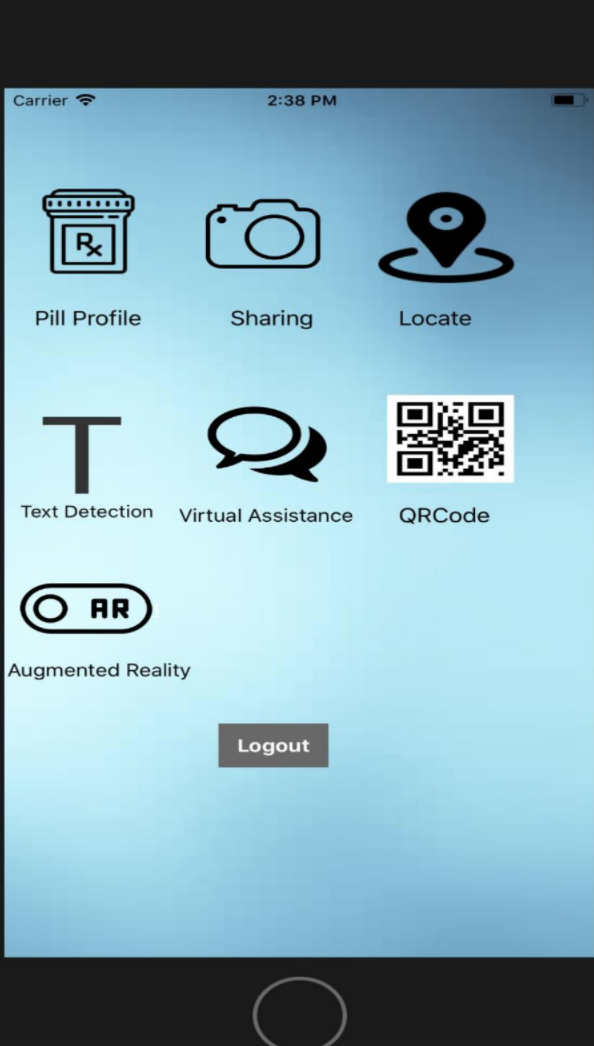 Carrier 2:38 PM
Rx
Pill Profile Sharing Locate
T
Text Detection Virtual Assistance QRCode
AR
Augmented Reality
Logout